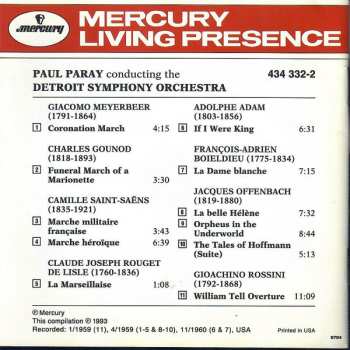 MERCURY
LIVING PRESENCE
Mercury
PAUL PARAY conducting the
434 332-2
DETROIT SYMPHONY ORCHESTRA
GIACOMO MEYERBEER
(1791-1864)
1 Coronation March 4:15
CHARLES GOUNOD
(1818-1893)
2 Funeral March of a
Marionette 3:30
CAMILLE SAINT-SAËNS
(1835-1921)
3 Marche militaire
française 3:43
4 Marche héroïque 6:39
CLAUDE JOSEPH ROUGET
DE LISLE (1760-1836)
5 La Marseillaise 1:08
ADOLPHE ADAM
(1803-1856)
6 If I Were King 6:31
FRANÇOIS-ADRIEN
BOIELDIEU (1775-1834)
7 La Dame blanche 7:15
JACQUES OFFENBACH
(1819-1880)
8 La belle Hélène 7:32
9 Orpheus in the
Underworld 8:44
10 The Tales of Hoffmann
(Suite) 5:13
GIOACHINO ROSSINI
(1792-1868)
11 William Tell Overture 11:09
Ⓟ Mercury
This compilation Ⓟ 1993
Recorded: 1/1959 (11), 4/1959 (1-5 & 8-10), 11/1960 (6 & 7), USA
Printed in USA